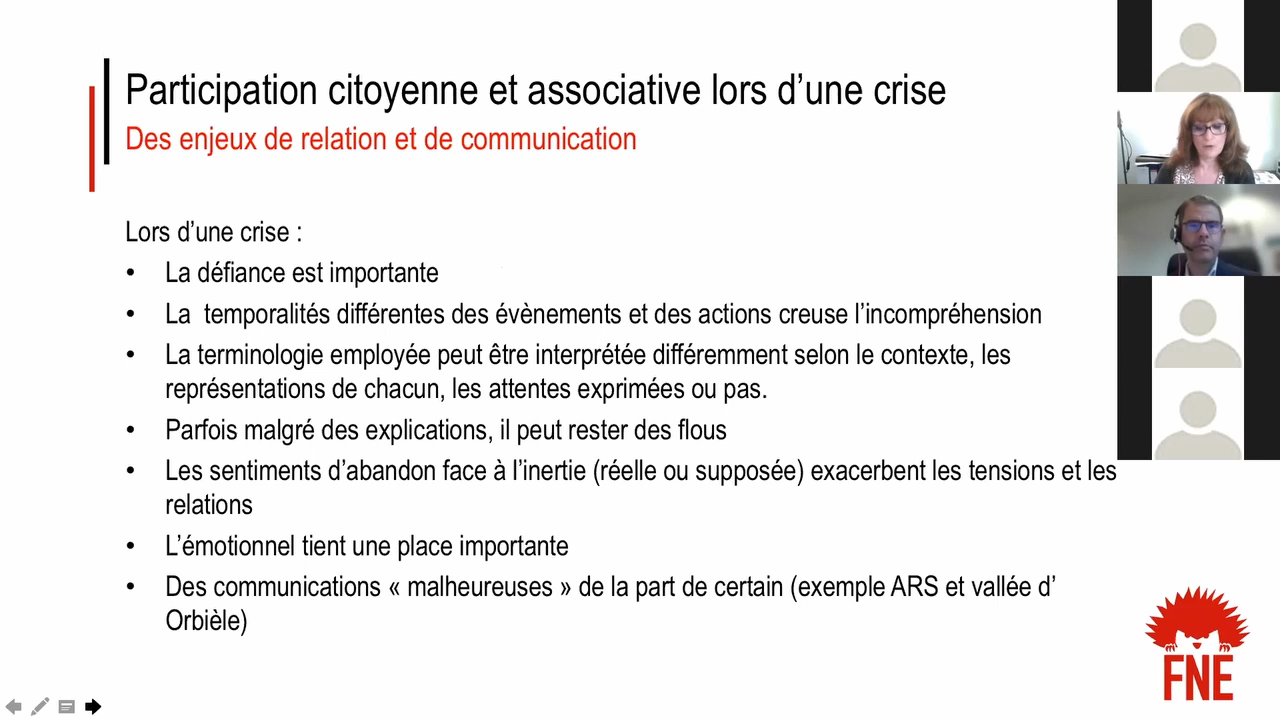 Participation citoyenne et associative lors d’une crise
Des enjeux de relation et de communication
Lors d’une crise :
• La défiance est importante
• La  temporalités différentes des évènements et des actions creuse l’incompréhension
• La terminologie employée peut être interprétée différemment selon le contexte, les
représentations de chacun, les attentes exprimées ou pas.
• Parfois malgré des explications, il peut rester des flous
• Les sentiments d’abandon face à l’inertie (réelle ou supposée) exacerbent les tensions et les
relations
• L’émotionnel tient une place importante
• Des communications « malheureuses » de la part de certain (exemple ARS et vallée d’
Orbièle)
FNE